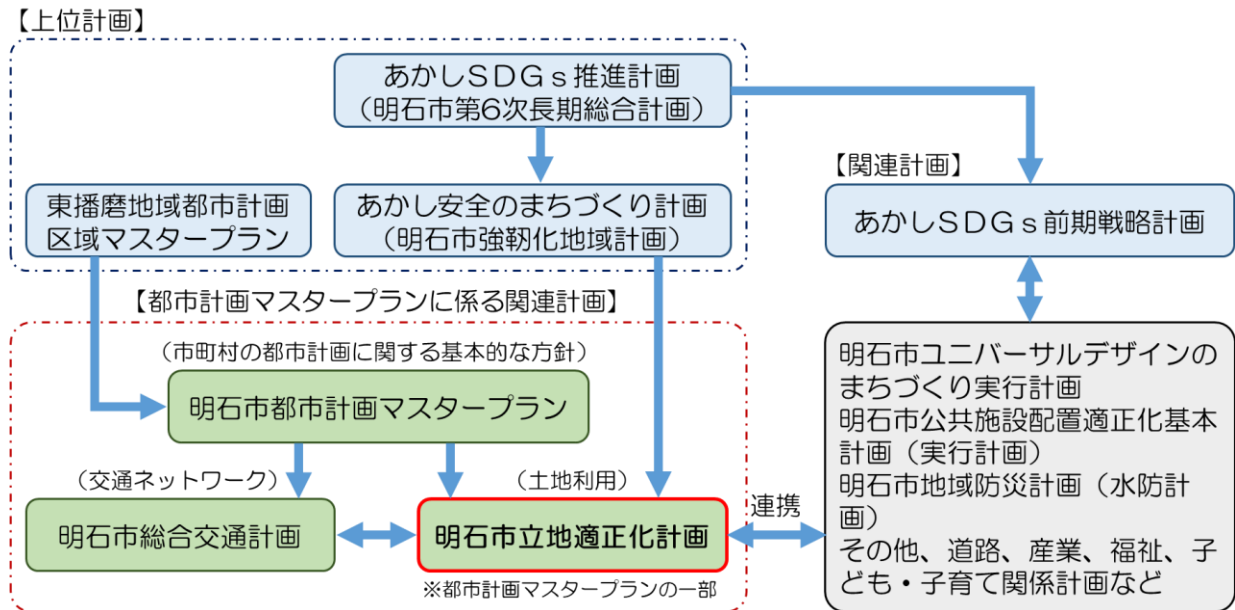 【上位計画】
あかしSDGs推進計画
(明石市第6次長期総合計画)
【関連計画】
東播磨地域都市計画
区域マスタープラン
あかし安全のまちづくり計画
(明石市強靭化地域計画)
あかしSDGs前期戦略計画
【都市計画マスタープランに係る関連計画】
(市町村の都市計画に関する基本的な方針)
明石市都市計画マスタープラン
(交通ネットワーク)
(土地利用)
明石市総合交通計画
明石市立地適正化計画
※都市計画マスタープランの一部
連携
明石市ユニバーサルデザインの
まちづくり実行計画
明石市公共施設配置適正化基本
計画(実行計画)
明石市地域防災計画(水防計
画)
その他、道路、産業、福祉、子
ども・子育て関係計画など